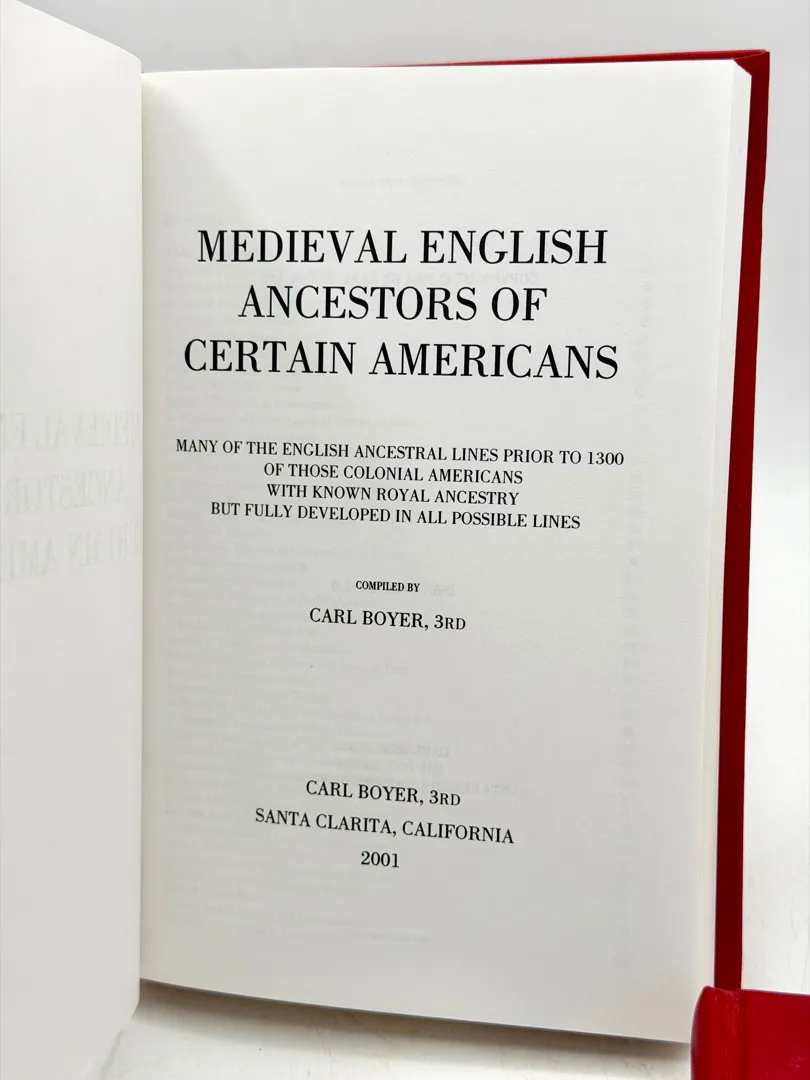 MEDIEVAL ENGLISH
ANCESTORS OF
CERTAIN AMERICANS
MANY OF THE ENGLISH ANCESTRAL LINES PRIOR TO 1300
OF THOSE COLONIAL AMERICANS
WITH KNOWN ROYAL ANCESTRY
BUT FULLY DEVELOPED IN ALL POSSIBLE LINES
COMPILED BY
CARL BOYER, 3RD
CARL BOYER, 3RD
SANTA CLARITA, CALIFORNIA
2001